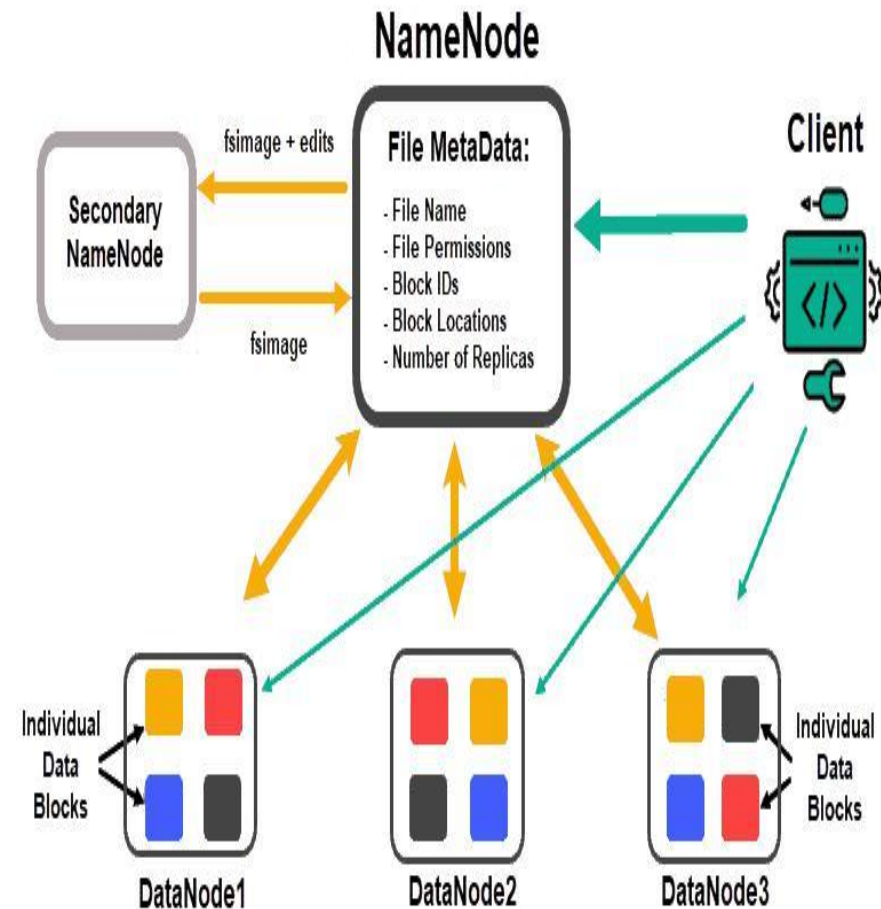 NameNode
fsimage + edits
File MetaData:
Client
Secondary
NameNode
- File Name
- File Permissions
- Block IDs
- Block Locations
- Number of Replicas
</>
fsimage
Individual
Data
Blocks
Individual
Data
Blocks
DataNode1
DataNode2
DataNode3